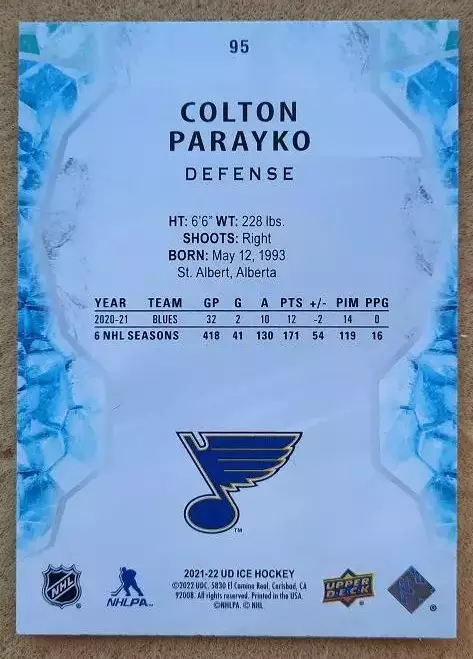 95
COLTON
PARAYKO
DEFENSE
HT: 6'6" WT: 228 lbs.
SHOOTS: Right
BORN: May 12, 1993
St. Albert, Alberta
YEAR TEAM GP G A PTS +/- PIM PPG
2020-21 BLUES 32 2 10 12 -2 14 0
6 NHL SEASONS 418 41 130 171 54 119 16
TM
2021-22 UD ICE HOCKEY
©2022 UDC. 5830 El Camino Real, Carlsbad, CA
92008. All rights reserved. Printed in the USA.
©NHLPA. © NHL
NHL
NHLPA
UPPER
DECK